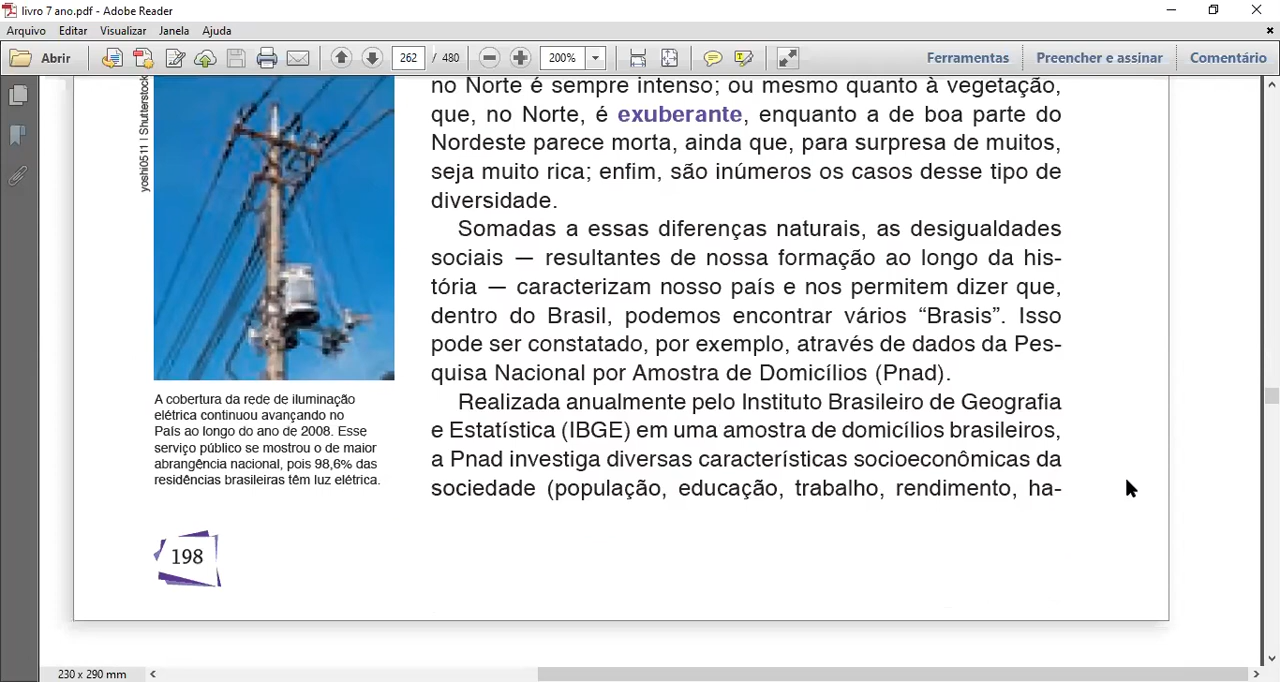 livro 7 ano.pdf - Adobe Reader
Arquivo Editar Visualizar Janela Ajuda
Abrir 262 / 480 200% Ferramentas Preencher e assinar Comentário
yoshi0511 | Shutterstock
no Norte é sempre intenso; ou mesmo quanto à vegetação,
que, no Norte, é exuberante, enquanto a de boa parte do
Nordeste parece morta, ainda que, para surpresa de muitos,
seja muito rica; enfim, são inúmeros os casos desse tipo de
diversidade.
Somadas a essas diferenças naturais, as desigualdades
sociais — resultantes de nossa formação ao longo da his-
tória — caracterizam nosso país e nos permitem dizer que,
dentro do Brasil, podemos encontrar vários “Brasis”. Isso
pode ser constatado, por exemplo, através de dados da Pes-
quisa Nacional por Amostra de Domicílios (Pnad).
Realizada anualmente pelo Instituto Brasileiro de Geografia
e Estatística (IBGE) em uma amostra de domicílios brasileiros,
a Pnad investiga diversas características socioeconômicas da
sociedade (população, educação, trabalho, rendimento, ha-
A cobertura da rede de iluminação
elétrica continuou avançando no
País ao longo do ano de 2008. Esse
serviço público se mostrou o de maior
abrangência nacional, pois 98,6% das
residências brasileiras têm luz elétrica.
198
230 x 290 mm